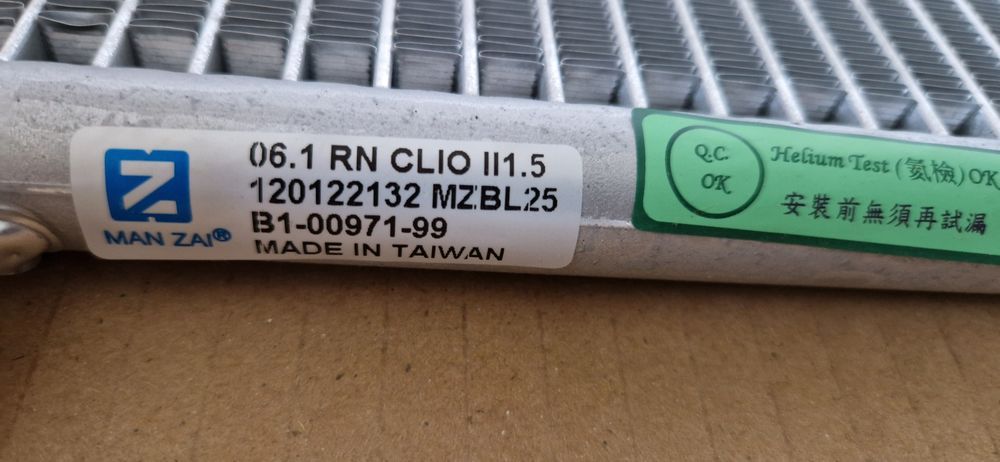 06.1 RN CLIO II1.5
120122132 MZBL25
B1-00971-99
MADE IN TAIWAN
MAN ZAI®
Q.C.
OK
Helium Test (氦檢) OK
安裝前無須再試漏